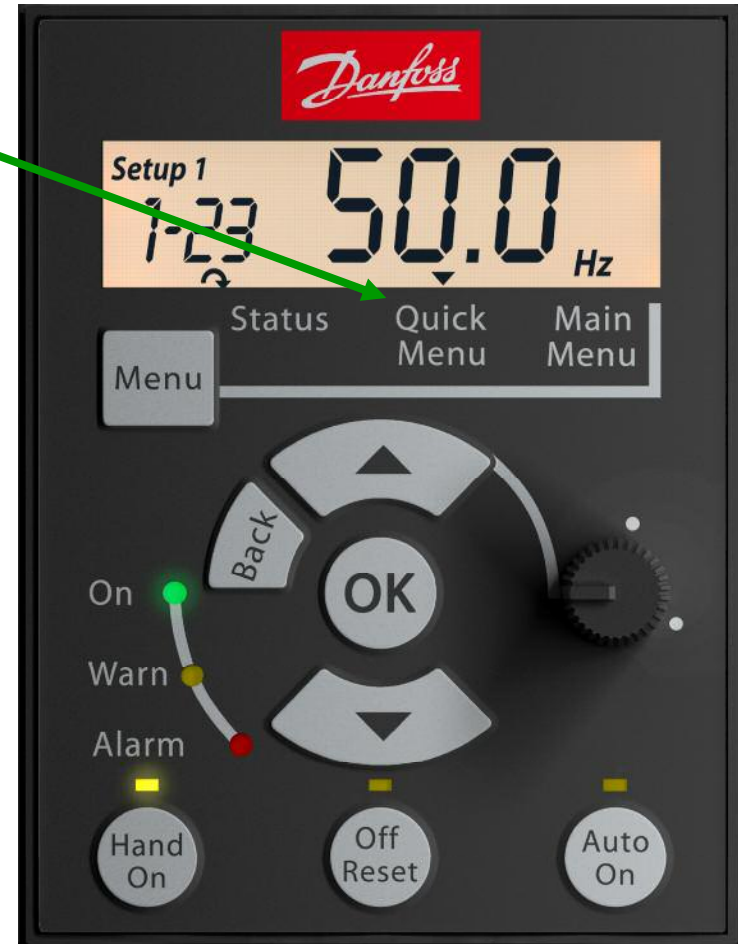 Danfoss
Setup 1
1-23 50.0 Hz
Status Quick Menu Main Menu
Menu
Back
OK
On
Warn
Alarm
Hand On
Off Reset
Auto On